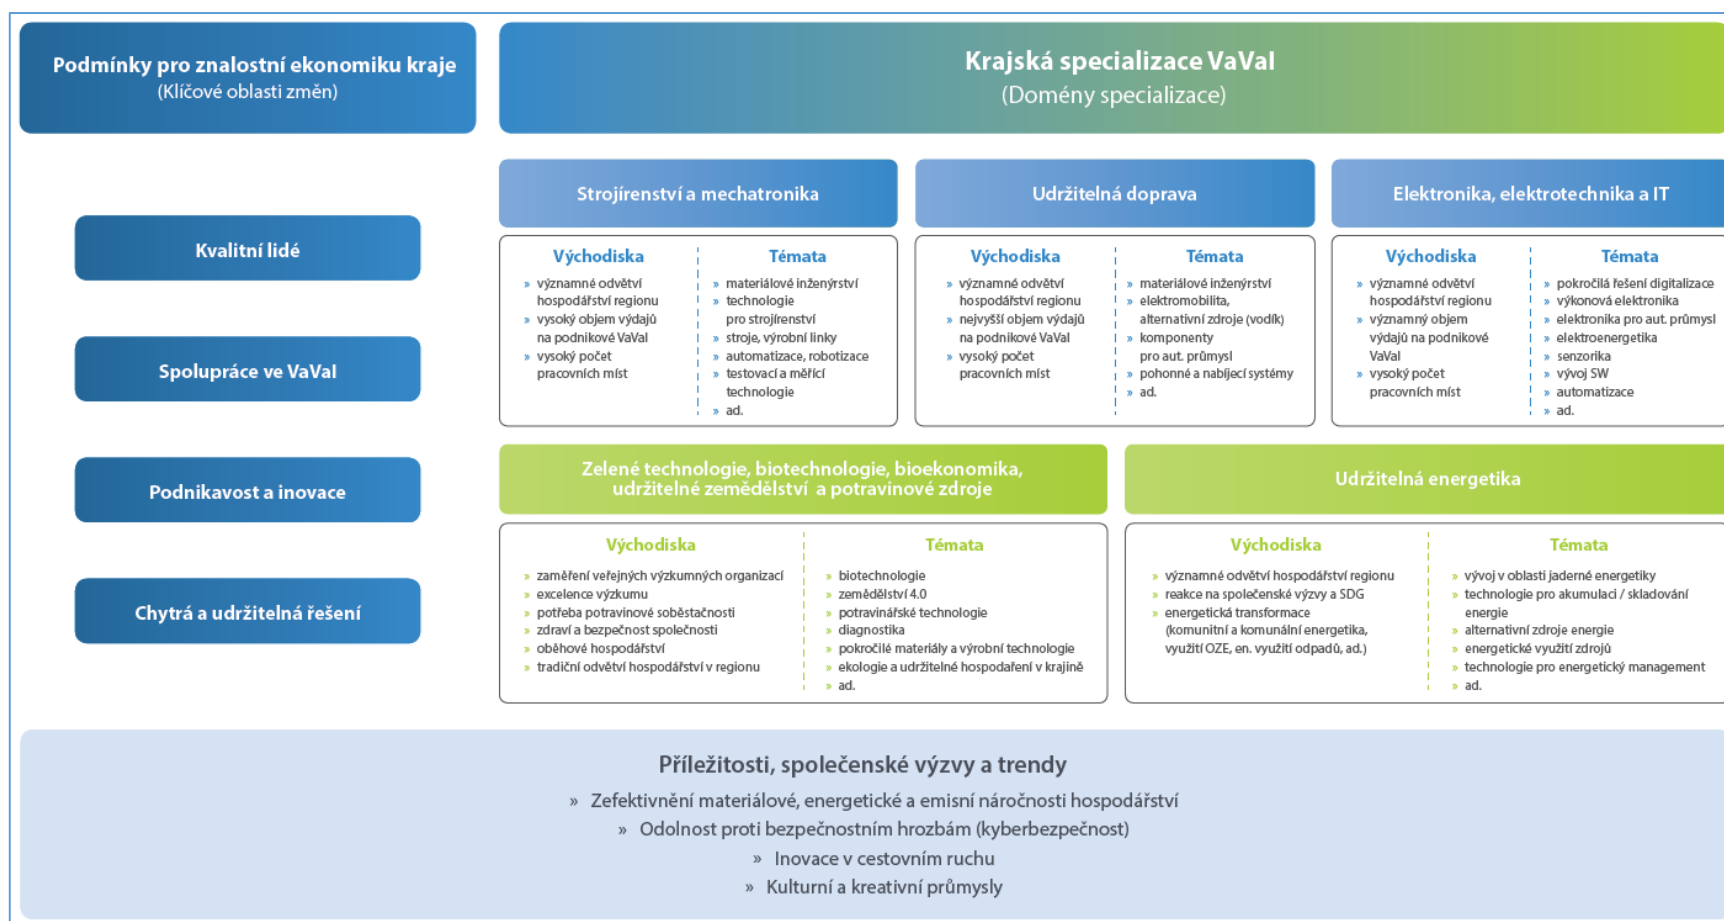 Podmínky pro znalostní ekonomiku kraje
(Klíčové oblasti změn)
Kvalitní lidé
Spolupráce ve VaVaI
Podnikavost a inovace
Chytrá a udržitelná řešení
Krajská specializace VaVaI
(Domény specializace)
Strojírenství a mechatronika
Východiska
» významné odvětví
hospodářství regionu
» vysoký objem výdajů
na podnikové VaVaI
» vysoký počet
pracovních míst
Témata
» materiálové inženýrství
» technologie
pro strojírenství
» stroje, výrobní linky
» automatizace, robotizace
» testovací a měřící
technologie
» ad.
Udržitelná doprava
Východiska
» významné odvětví
hospodářství regionu
» nejvyšší objem výdajů
na podnikové VaVaI
» vysoký počet
pracovních míst
Témata
» materiálové inženýrství
» elektromobilita,
alternativní zdroje (vodík)
» komponenty
pro aut. průmysl
» pohonné a nabíjecí systémy
» ad.
Elektronika, elektrotechnika a IT
Východiska
» významné odvětví
hospodářství regionu
» významný objem
výdajů na podnikové
VaVaI
» vysoký počet
pracovních míst
Témata
» pokročilá řešení digitalizace
» výkonová elektronika
» elektronika pro aut. průmysl
» elektroenergetika
» senzorika
» vývoj SW
» automatizace
» ad.
Zelené technologie, biotechnologie, bioekonomika,
udržitelné zemědělství a potravinové zdroje
Východiska
» zaměření veřejných výzkumných organizací
» excelence výzkumu
» potřeba potravinové soběstačnosti
» zdraví a bezpečnost společnosti
» oběhové hospodářství
» tradiční odvětví hospodářství v regionu
Témata
» biotechnologie
» zemědělství 4.0
» potravinářské technologie
» diagnostika
» pokročilé materiály a výrobní technologie
» ekologie a udržitelné hospodaření v krajině
» ad.
Udržitelná energetika
Východiska
» významné odvětví hospodářství regionu
» reakce na společenské výzvy a SDG
» energetická transformace
(komunitní a komunální energetika,
využití OZE, en. využití odpadů, ad.)
Témata
» vývoj v oblasti jaderné energetiky
» technologie pro akumulaci / skladování
energie
» alternativní zdroje energie
» energetické využití zdrojů
» technologie pro energetický management
» ad.
Příležitosti, společenské výzvy a trendy
» Zefektivnění materiálové, energetické a emisní náročnosti hospodářství
» Odolnost proti bezpečnostním hrozbám (kyberbezpečnost)
» Inovace v cestovním ruchu
» Kulturní a kreativní průmysly